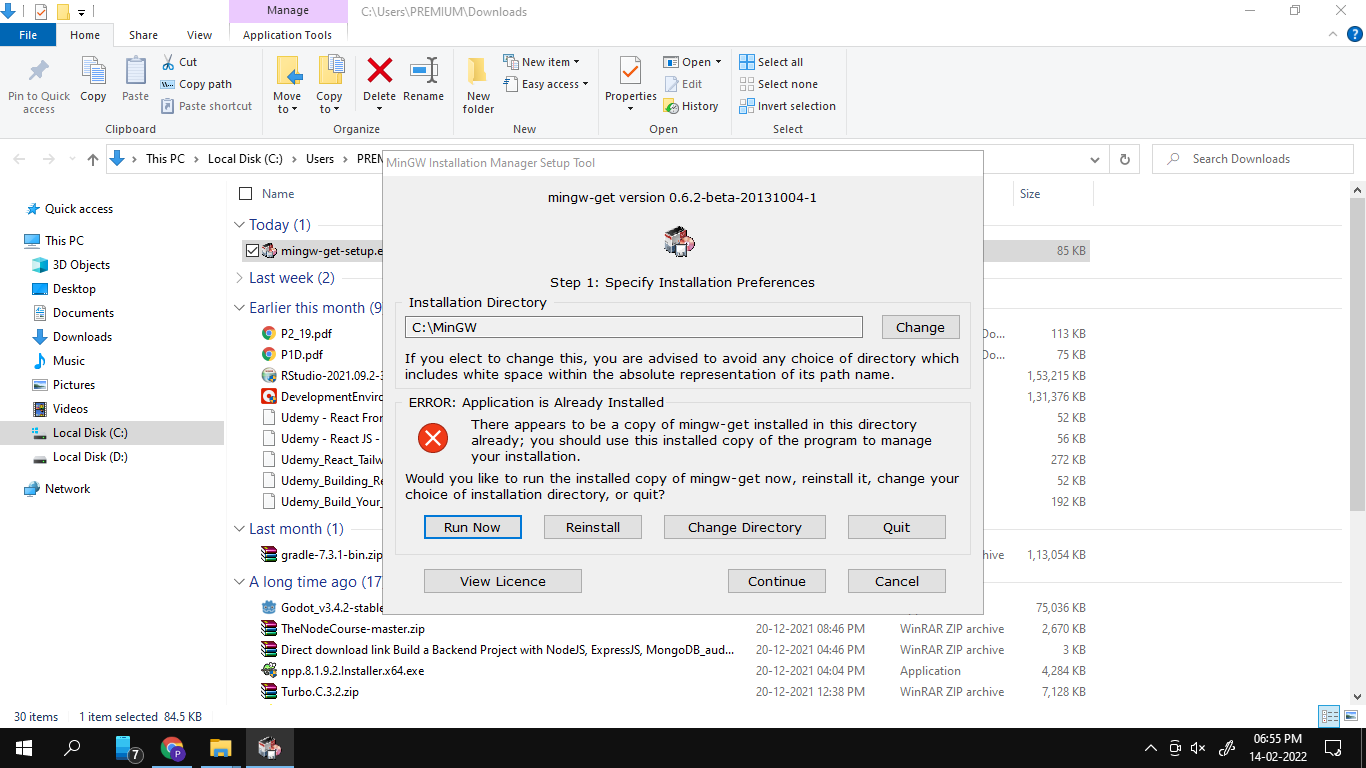 Manage
C:\Users\PREMIUM\Downloads
File
Home
Share
View
Application Tools
Pin to Quick access
Copy
Paste
Cut
Copy path
Paste shortcut
Clipboard
Move to
Copy to
Delete
Rename
Organize
New folder
New item
Easy access
New
Properties
Open
Edit
History
Open
Select all
Select none
Invert selection
Select
This PC > Local Disk (C:) > Users >
Search Downloads
Quick access
This PC
3D Objects
Desktop
Documents
Downloads
Music
Pictures
Videos
Local Disk (C:)
Local Disk (D:)
Network
Name
Size
Today (1)
mingw-get-setup.e
85 KB
Last week (2)
Earlier this month (9
P2_19.pdf
Do...
113 KB
P1D.pdf
Do...
75 KB
RStudio-2021.09.2-3
1,53,215 KB
DevelopmentEnviro
1,31,376 KB
Udemy - React Fron
52 KB
Udemy - React JS -
56 KB
Udemy_React_Tailw
272 KB
Udemy_Building_Re
52 KB
Udemy_Build_Your_
192 KB
Last month (1)
gradle-7.3.1-bin.zip
hive
1,13,054 KB
A long time ago (17
Godot_v3.4.2-stable
75,036 KB
TheNodeCourse-master.zip
20-12-2021 08:46 PM
WinRAR ZIP archive
2,670 KB
Direct download link Build a Backend Project with NodeJS, ExpressJS, MongoDB_aud...
20-12-2021 04:46 PM
WinRAR ZIP archive
3 KB
npp.8.1.9.2.Installer.x64.exe
20-12-2021 04:04 PM
Application
4,284 KB
Turbo.C.3.2.zip
20-12-2021 12:38 PM
WinRAR ZIP archive
7,128 KB
MinGW Installation Manager Setup Tool
mingw-get version 0.6.2-beta-20131004-1
Step 1: Specify Installation Preferences
Installation Directory
C:\MinGW
Change
If you elect to change this, you are advised to avoid any choice of directory which
includes white space within the absolute representation of its path name.
ERROR: Application is Already Installed
There appears to be a copy of mingw-get installed in this directory
already; you should use this installed copy of the program to manage
your installation.
Would you like to run the installed copy of mingw-get now, reinstall it, change your
choice of installation directory, or quit?
Run Now
Reinstall
Change Directory
Quit
View Licence
Continue
Cancel
30 items
1 item selected 84.5 KB
7
P
06:55 PM
14-02-2022